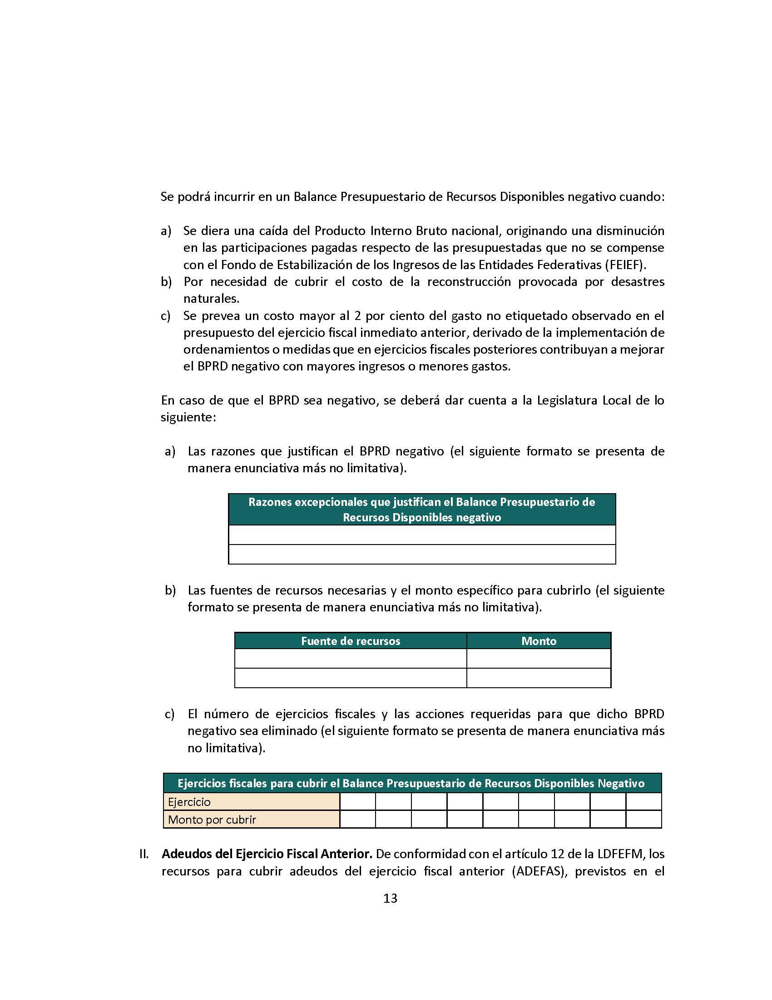 Se podrá incurrir en un Balance Presupuestario de Recursos Disponibles negativo cuando:
a) Se diera una caída del Producto Interno Bruto nacional, originando una disminución
en las participaciones pagadas respecto de las presupuestadas que no se compense
con el Fondo de Estabilización de los Ingresos de las Entidades Federativas (FEIEF).
b) Por necesidad de cubrir el costo de la reconstrucción provocada por desastres
naturales.
c) Se prevea un costo mayor al 2 por ciento del gasto no etiquetado observado en el
presupuesto del ejercicio fiscal inmediato anterior, derivado de la implementación de
ordenamientos o medidas que en ejercicios fiscales posteriores contribuyan a mejorar
el BPRD negativo con mayores ingresos o menores gastos.
En caso de que el BPRD sea negativo, se deberá dar cuenta a la Legislatura Local de lo
siguiente:
a) Las razones que justifican el BPRD negativo (el siguiente formato se presenta de
manera enunciativa más no limitativa).
Razones excepcionales que justifican el Balance Presupuestario de
Recursos Disponibles negativo
b) Las fuentes de recursos necesarias y el monto específico para cubrirlo (el siguiente
formato se presenta de manera enunciativa más no limitativa).
Fuente de recursos Monto
c) El número de ejercicios fiscales y las acciones requeridas para que dicho BPRD
negativo sea eliminado (el siguiente formato se presenta de manera enunciativa más
no limitativa).
Ejercicios fiscales para cubrir el Balance Presupuestario de Recursos Disponibles Negativo
Ejercicio
Monto por cubrir
II. Adeudos del Ejercicio Fiscal Anterior. De conformidad con el artículo 12 de la LDFEFM, los
recursos para cubrir adeudos del ejercicio fiscal anterior (ADEFAS), previstos en el
13